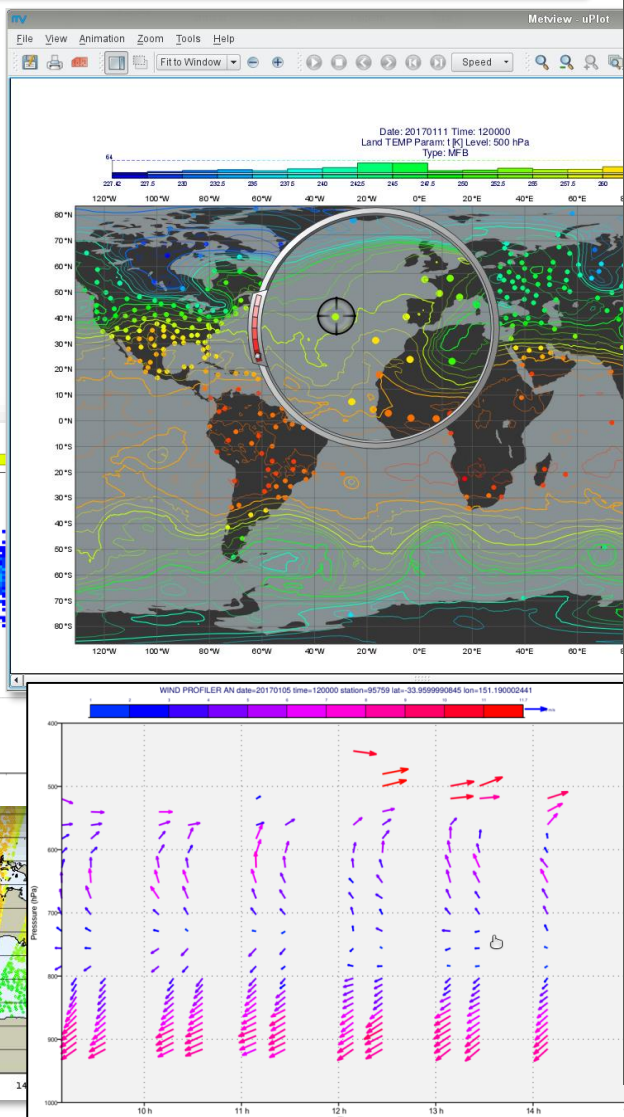 Metview - uPlot
File View Animation Zoom Tools Help
Fit to Window Speed
Date: 20170111 Time: 120000
Land TEMP Param: t [K] Level: 500 hPa
Type: MFB
64
227.42 227.5 230 232.5 235 237.5 240 242.5 245 247.5 250 252.5 255 257.5 260
120°W 100°W 80°W 60°W 40°W 20°W 0°E 20°E 40°E 60°E
80°N
70°N
60°N
50°N
40°N
30°N
20°N
10°N
0°N
10°S
20°S
30°S
40°S
50°S
60°S
70°S
80°S
120°W 100°W 80°W 60°W 40°W 20°W 0°E 20°E 40°E 60°E
WIND PROFILER AN date=20170105 time=120000 station=95759 lat=-33.9599990845 lon=151.190002441
400
500
600
700
Presssure (hPa)
800
900
1000
10 h 11 h 12 h 13 h 14 h
14